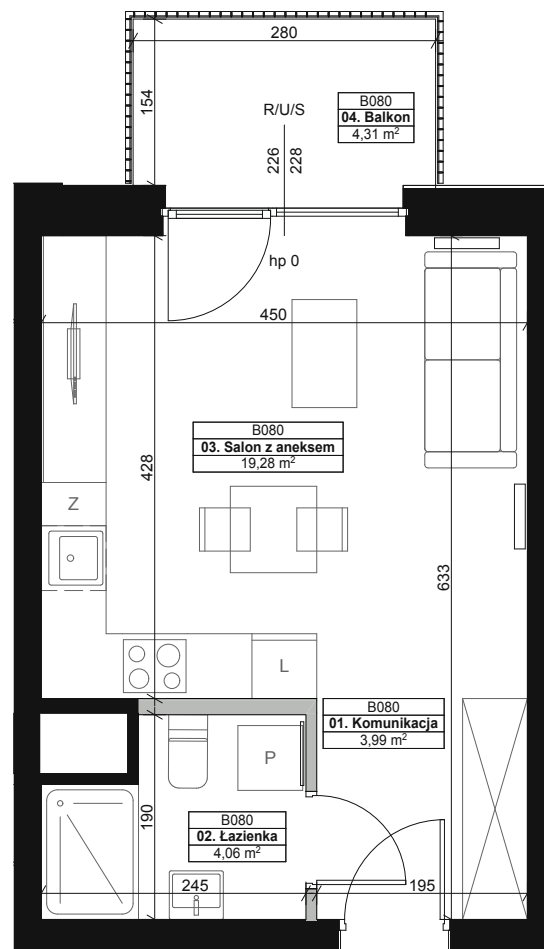 280
154
R/U/S
B080
04. Balkon
4,31 m²
226
228
hp 0
450
B080
03. Salon z aneksem
19,28 m²
428
Z
633
L
B080
01. Komunikacja
3,99 m²
P
190
B080
02. Łazienka
4,06 m²
245
195